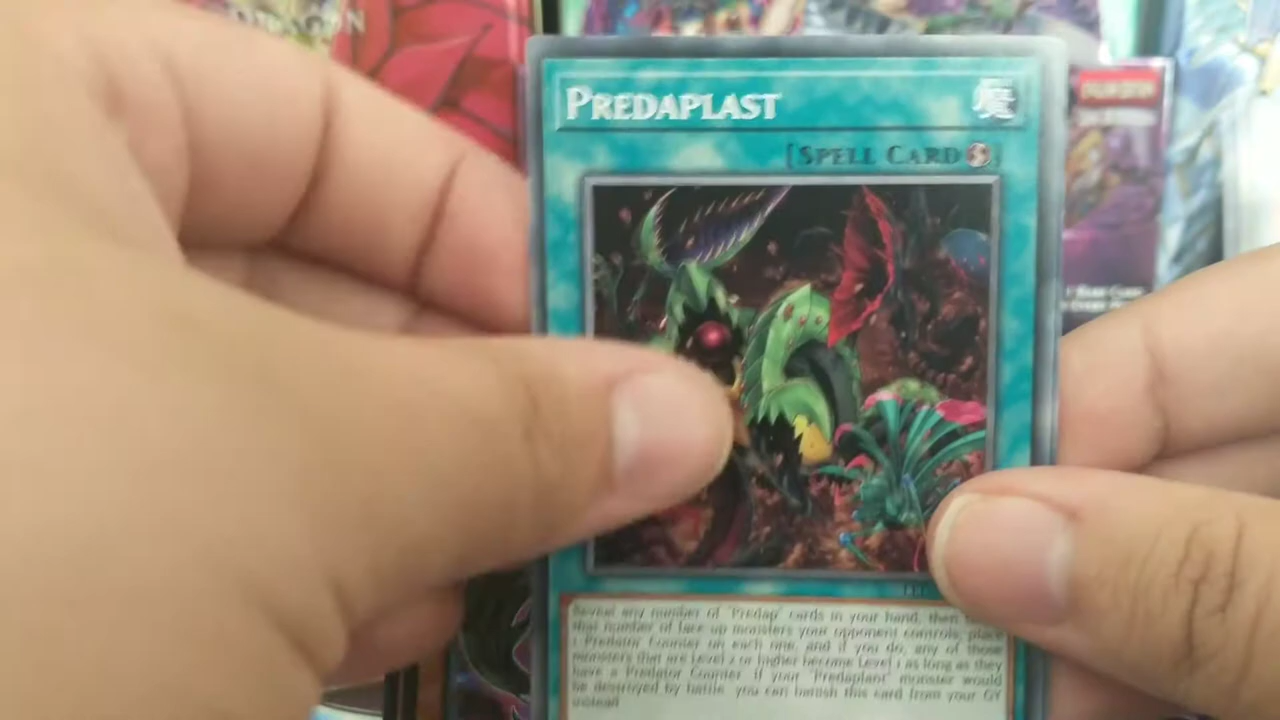 DRAGON
PREDAPLAST
魔
[SPELL CARD]
Reveal any number of "Predap" cards in your hand, then
that number of face-up monsters your opponent controls, place
1 Predator Counter on each one, and if you do, any of those
monsters that are Level 2 or higher become Level 1 as long as they
have a Predator Counter. If your "Predaplant" monster would
be destroyed by battle, you can banish this card from your GY
instead.